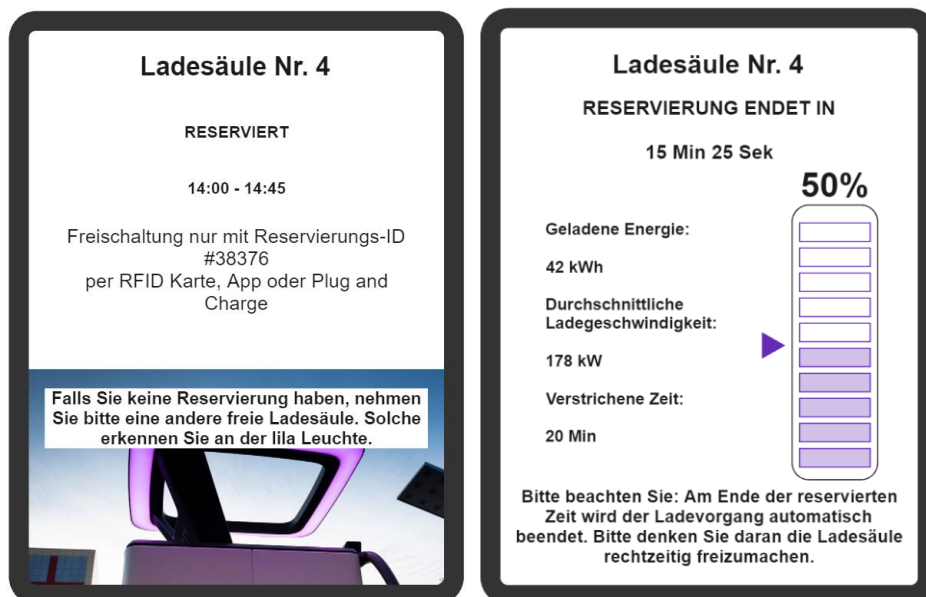 Ladesäule Nr. 4
RESERVIERT
14:00 - 14:45
Freischaltung nur mit Reservierungs-ID
#38376
per RFID Karte, App oder Plug and
Charge
Falls Sie keine Reservierung haben, nehmen
Sie bitte eine andere freie Ladesäule. Solche
erkennen Sie an der lila Leuchte.
Ladesäule Nr. 4
RESERVIERUNG ENDET IN
15 Min 25 Sek
50%
Geladene Energie:
42 kWh
Durchschnittliche
Ladegeschwindigkeit:
178 kW
Verstrichene Zeit:
20 Min
Bitte beachten Sie: Am Ende der reservierten
Zeit wird der Ladevorgang automatisch
beendet. Bitte denken Sie daran die Ladesäule
rechtzeitig freizumachen.